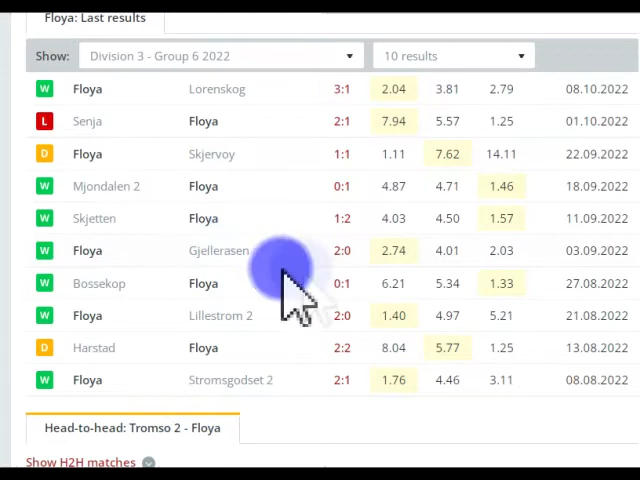 Floya: Last results
Show: Division 3 - Group 6 2022 10 results
W Floya Lorenskog 3:1 2.04 3.81 2.79 08.10.2022
L Senja Floya 2:1 7.94 5.57 1.25 01.10.2022
D Floya Skjervoy 1:1 1.11 7.62 14.11 22.09.2022
W Mjondalen 2 Floya 0:1 4.87 4.71 1.46 18.09.2022
W Skjetten Floya 1:2 4.03 4.50 1.57 11.09.2022
W Floya Gjellerasen 2:0 2.74 4.01 2.03 03.09.2022
W Bossekop Floya 0:1 6.21 5.34 1.33 27.08.2022
W Floya Lillestrom 2 2:0 1.40 4.97 5.21 21.08.2022
D Harstad Floya 2:2 8.04 5.77 1.25 13.08.2022
W Floya Stromsgodset 2 2:1 1.76 4.46 3.11 08.08.2022
Head-to-head: Tromso 2 - Floya
Show H2H matches